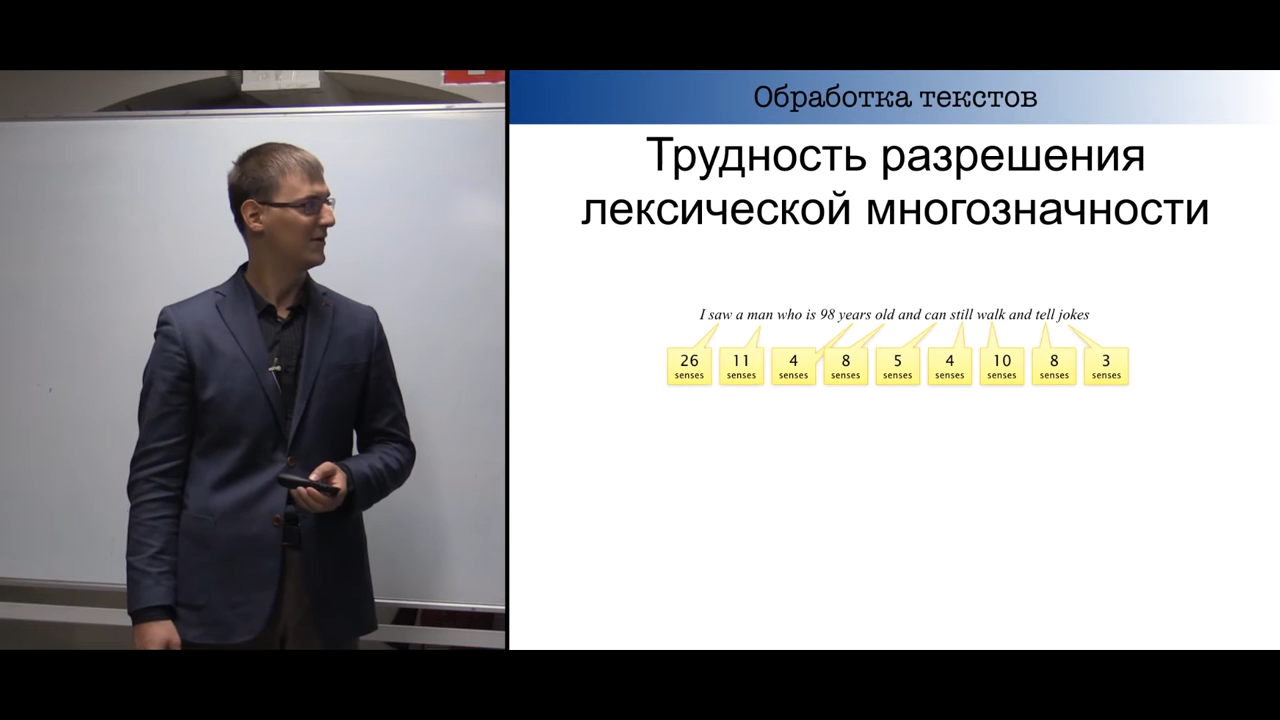 Обработка текстов
Трудность разрешения
лексической многозначности
I saw a man who is 98 years old and can still walk and tell jokes
26 11 4 8 5 4 10 8 3
senses senses senses senses senses senses senses senses senses